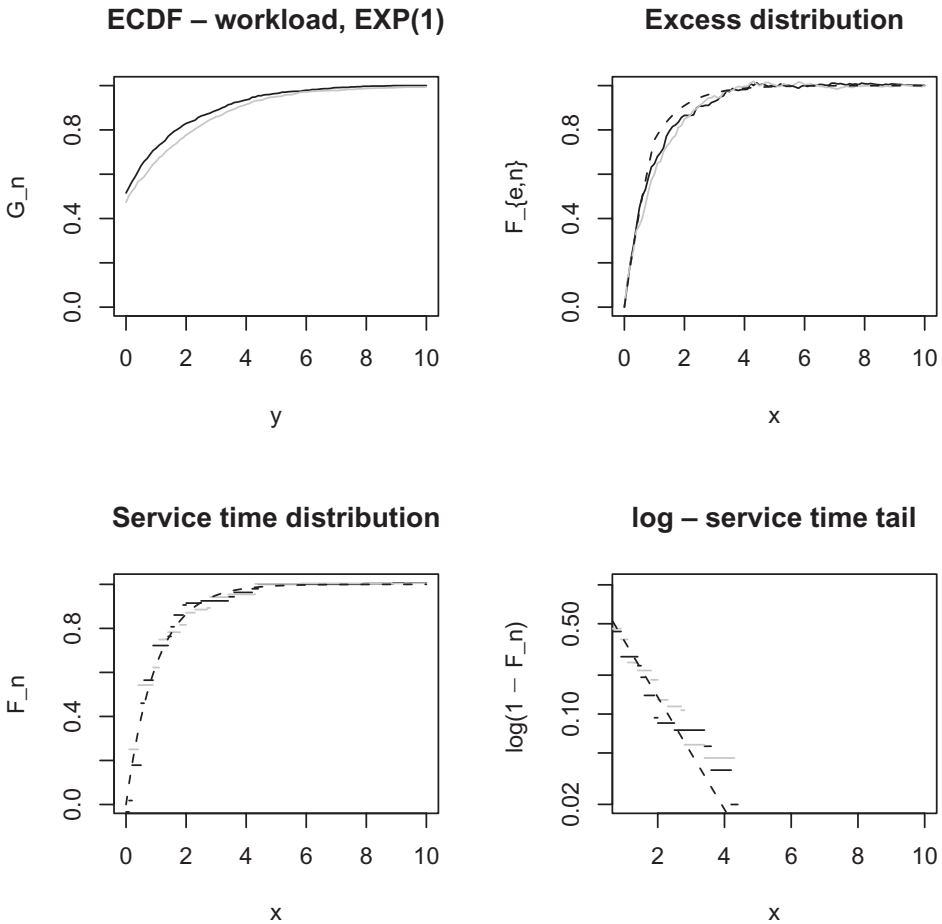 ECDF – workload, EXP(1)
G_n
0.0 0.4 0.8
0 2 4 6 8 10
y
Excess distribution
F_{e,n}
0.0 0.4 0.8
0 2 4 6 8 10
x
Service time distribution
F_n
0.0 0.4 0.8
0 2 4 6 8 10
x
log – service time tail
log(1 − F_n)
0.02 0.10 0.50
2 4 6 8 10
x